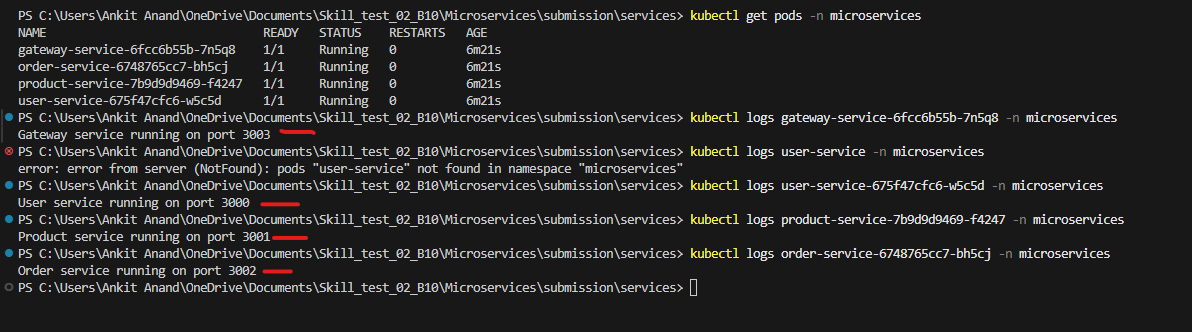 PS C:\Users\Ankit Anand\OneDrive\Documents\Skill_test_02_B10\Microservices\submission\services> kubectl get pods -n microservices
NAME READY STATUS RESTARTS AGE
gateway-service-6fcc6b55b-7n5q8 1/1 Running 0 6m21s
order-service-6748765cc7-bh5cj 1/1 Running 0 6m21s
product-service-7b9d9d9469-f4247 1/1 Running 0 6m21s
user-service-675f47cfc6-w5c5d 1/1 Running 0 6m21s
PS C:\Users\Ankit Anand\OneDrive\Documents\Skill_test_02_B10\Microservices\submission\services> kubectl logs gateway-service-6fcc6b55b-7n5q8 -n microservices
Gateway service running on port 3003
PS C:\Users\Ankit Anand\OneDrive\Documents\Skill_test_02_B10\Microservices\submission\services> kubectl logs user-service -n microservices
error: error from server (NotFound): pods "user-service" not found in namespace "microservices"
PS C:\Users\Ankit Anand\OneDrive\Documents\Skill_test_02_B10\Microservices\submission\services> kubectl logs user-service-675f47cfc6-w5c5d -n microservices
User service running on port 3000
PS C:\Users\Ankit Anand\OneDrive\Documents\Skill_test_02_B10\Microservices\submission\services> kubectl logs product-service-7b9d9d9469-f4247 -n microservices
Product service running on port 3001
PS C:\Users\Ankit Anand\OneDrive\Documents\Skill_test_02_B10\Microservices\submission\services> kubectl logs order-service-6748765cc7-bh5cj -n microservices
Order service running on port 3002
PS C:\Users\Ankit Anand\OneDrive\Documents\Skill_test_02_B10\Microservices\submission\services>